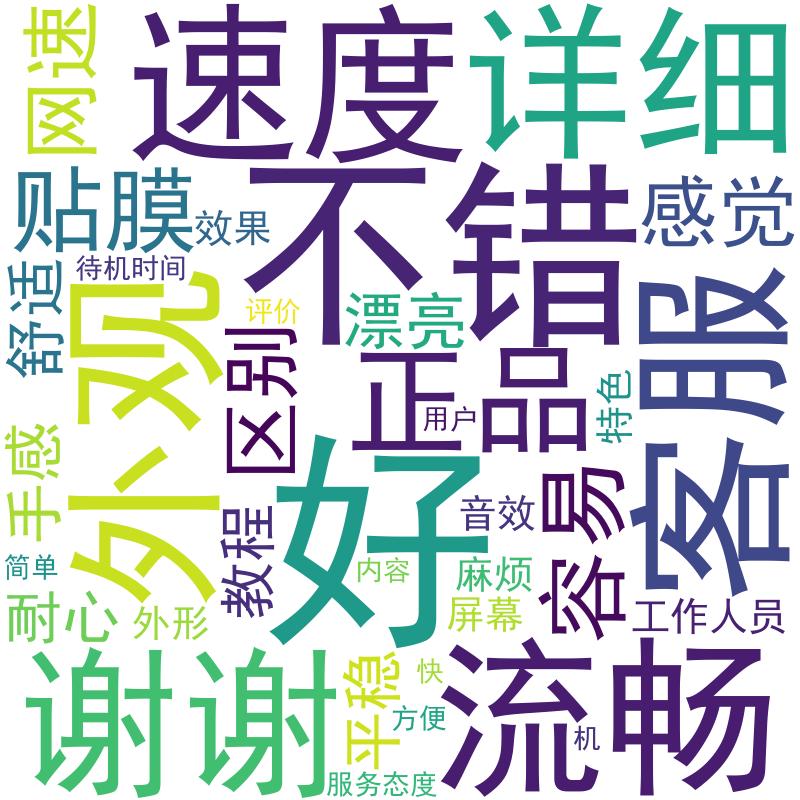 网速
速度
详细
贴膜
效果
不错
感觉
待机时间
舒适
外观
评价
漂亮
区别
正品
客服
用户
特色
手感
好
教程
音效
容易
简单
内容
麻烦
耐心
外形
屏幕
工作人员
谢谢
平稳
快
流畅
方便
机
服务态度